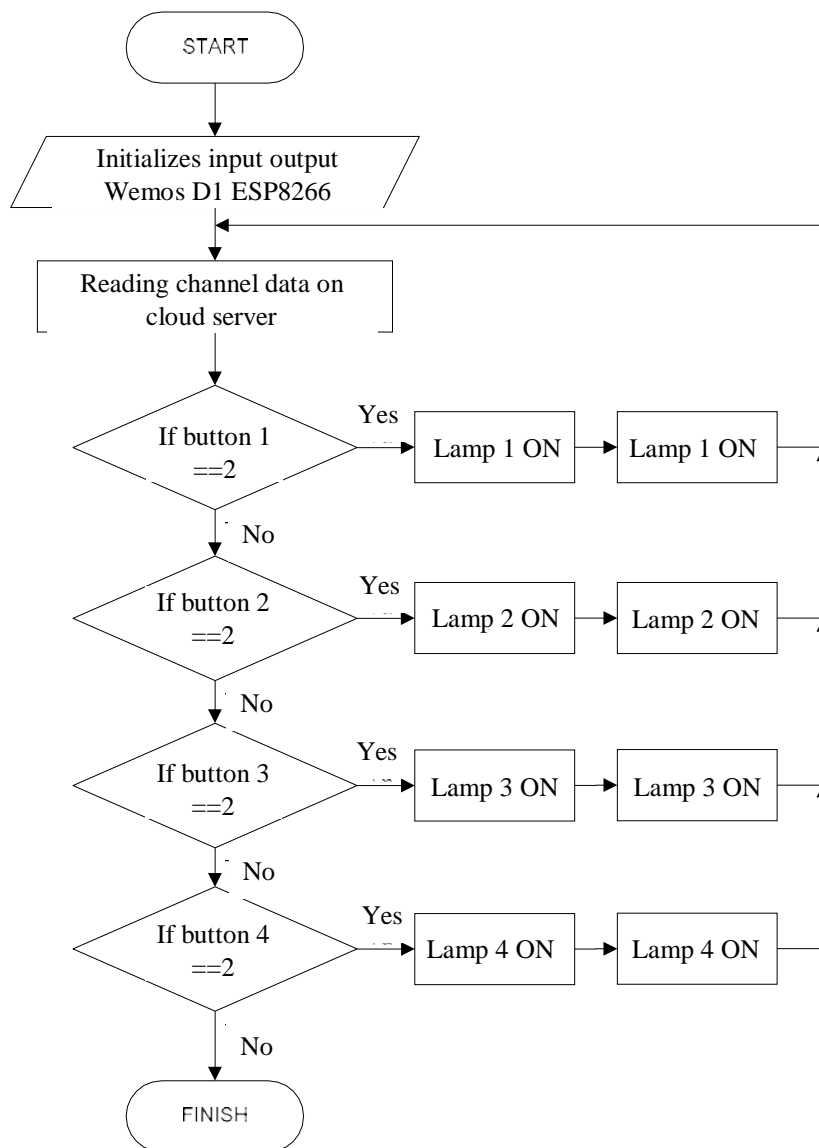 START
Initializes input output
Wemos D1 ESP8266
Reading channel data on
cloud server
If button 1
==2
Yes
Lamp 1 ON
Lamp 1 ON
No
If button 2
==2
Yes
Lamp 2 ON
Lamp 2 ON
No
If button 3
==2
Yes
Lamp 3 ON
Lamp 3 ON
No
If button 4
==2
Yes
Lamp 4 ON
Lamp 4 ON
No
FINISH